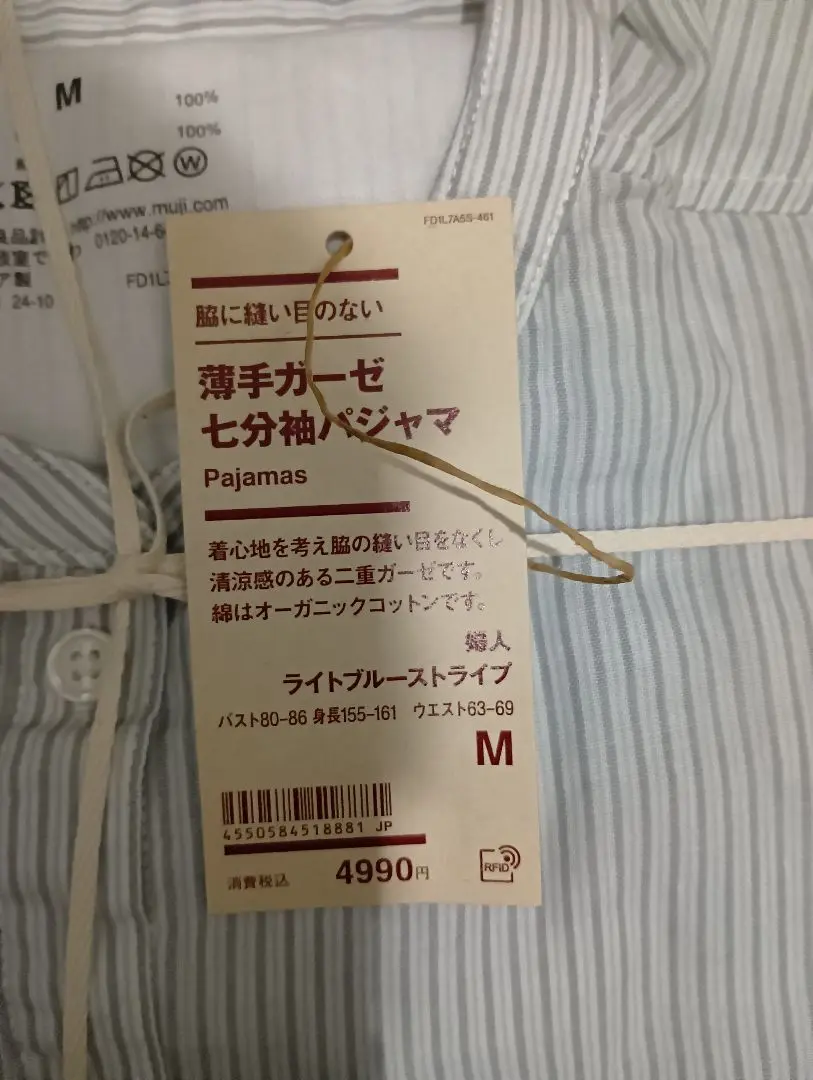 M
100%
100%
W
http://www.muji.com
0120-14-6
FD1L7
24-10
FD1L7A5S-461
脇に縫い目のない
薄手ガーゼ
七分袖パジャマ
Pajamas
着心地を考え脇の縫い目をなくし
清涼感のある二重ガーゼです。
綿はオーガニックコットンです。
婦人
ライトブルーストライプ
バスト80-86 身長155-161 ウエスト63-69
M
4550584518881 JP
消費税込 4990円
RFID